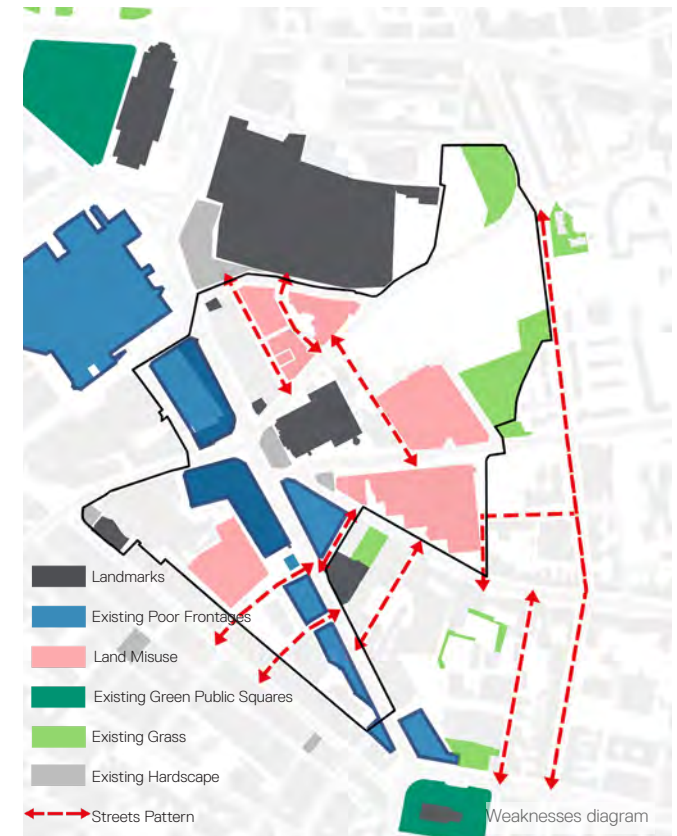 Landmarks
Existing Poor Frontages
Land Misuse
Existing Green Public Squares
Existing Grass
Existing Hardscape
Streets Pattern
Weaknesses diagram